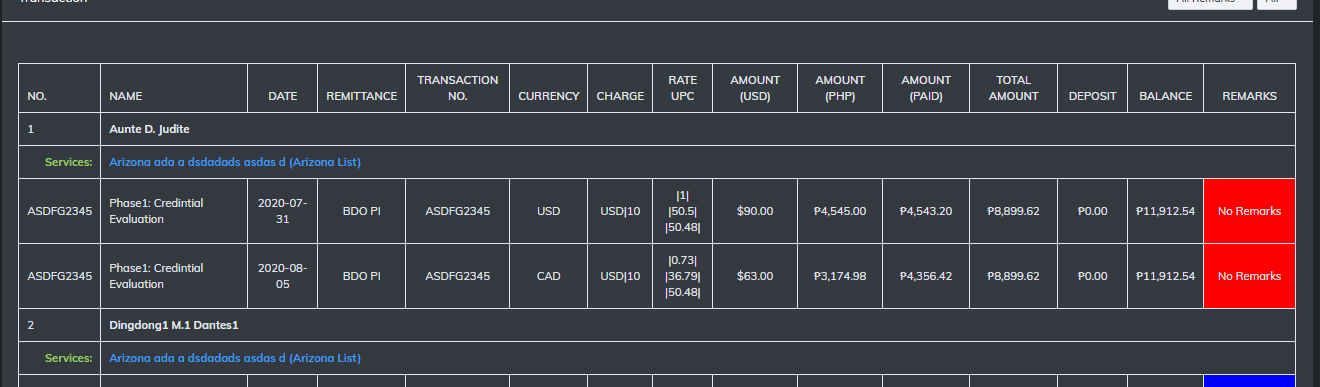 Transaction
All Remarks
All
NO. NAME DATE REMITTANCE TRANSACTION NO. CURRENCY CHARGE RATE UPC AMOUNT (USD) AMOUNT (PHP) AMOUNT (PAID) TOTAL AMOUNT DEPOSIT BALANCE REMARKS
1 Aunte D. Judite
Services: Arizona ada a dsdadads asdas d (Arizona List)
ASDFG2345 Phase1: Credintial Evaluation 2020-07-31 BDO PI ASDFG2345 USD USD|10 |1| |50.5| |50.48| $90.00 ₱4,545.00 ₱4,543.20 ₱8,899.62 ₱0.00 ₱11,912.54 No Remarks
ASDFG2345 Phase1: Credintial Evaluation 2020-08-05 BDO PI ASDFG2345 CAD USD|10 |0.73| |36.79| |50.48| $63.00 ₱3,174.98 ₱4,356.42 ₱8,899.62 ₱0.00 ₱11,912.54 No Remarks
2 Dingdong1 M.1 Dantes1
Services: Arizona ada a dsdadads asdas d (Arizona List)